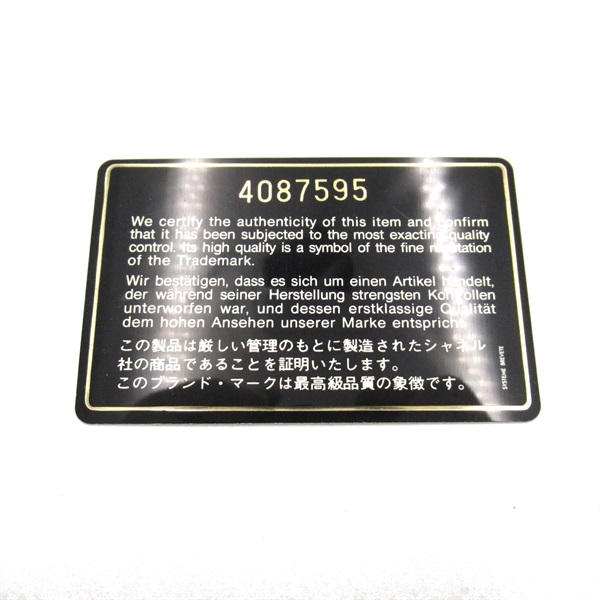 4087595
We certify the authenticity of this item and confirm
that it has been subjected to the most exacting quality
control. Its high quality is a symbol of the fine reputation
of the Trademark.
Wir bestätigen, dass es sich um einen Artikel handelt,
der während seiner Herstellung strengsten Kontrollen
unterworfen war, und dessen erstklassige Qualität
dem hohen Ansehen unserer Marke entspricht.
この製品は厳しい管理のもとに製造されたシャネル
社の商品であることを証明いたします。
このブランド・マークは最高級品質の象徴です。
SYSTEME BREVETE